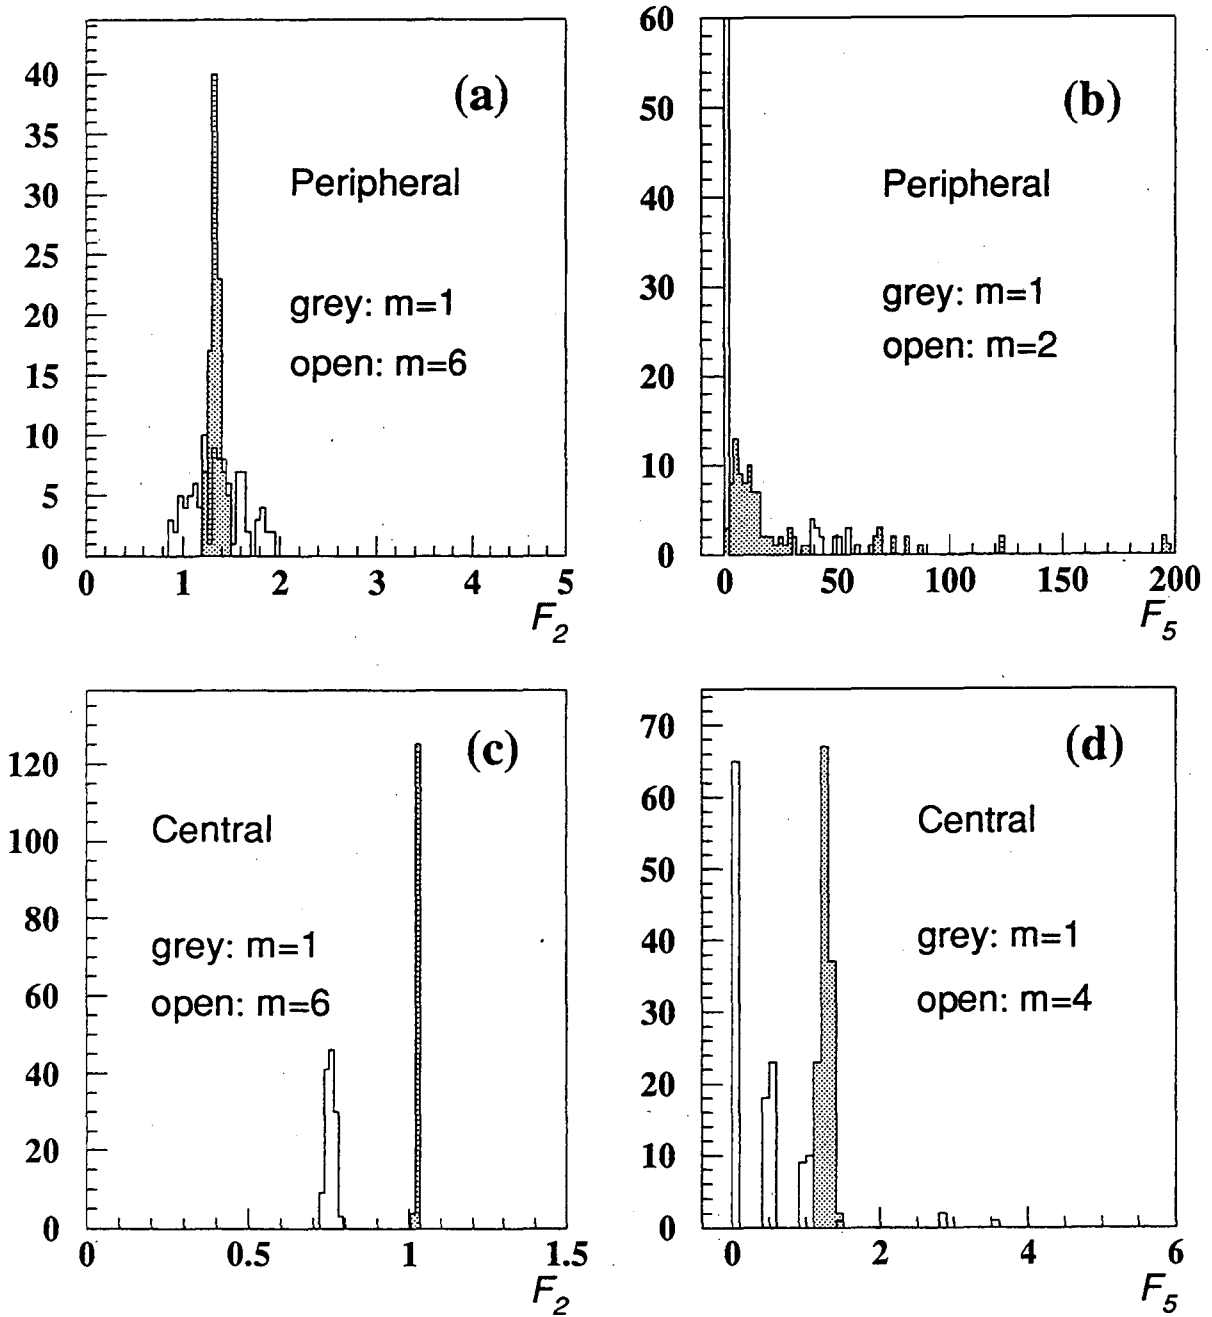 (a)
Peripheral
grey: m=1
open: m=6
40
35
30
25
20
15
10
5
0
0 1 2 3 4 5
F2
(b)
Peripheral
grey: m=1
open: m=2
60
50
40
30
20
10
0
0 50 100 150 200
F5
(c)
Central
grey: m=1
open: m=6
120
100
80
60
40
20
0
0 0.5 1 1.5
F2
(d)
Central
grey: m=1
open: m=4
70
60
50
40
30
20
10
0
0 2 4 6
F5